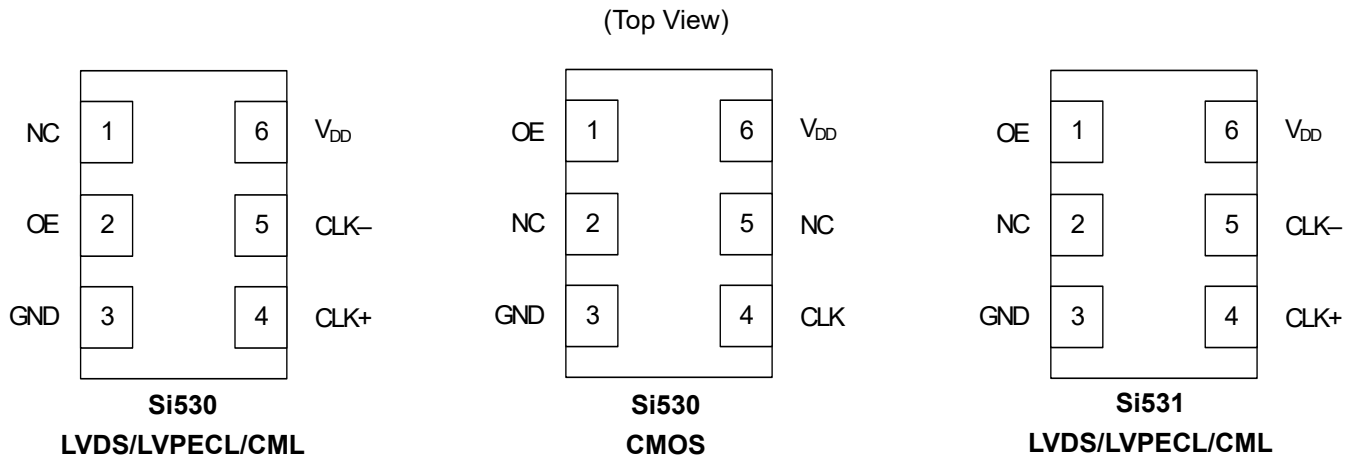 (Top View)
NC 1 6 VDD
OE 2 5 CLK–
GND 3 4 CLK+
Si530
LVDS/LVPECL/CML
OE 1 6 VDD
NC 2 5 NC
GND 3 4 CLK
Si530
CMOS
OE 1 6 VDD
NC 2 5 CLK–
GND 3 4 CLK+
Si531
LVDS/LVPECL/CML